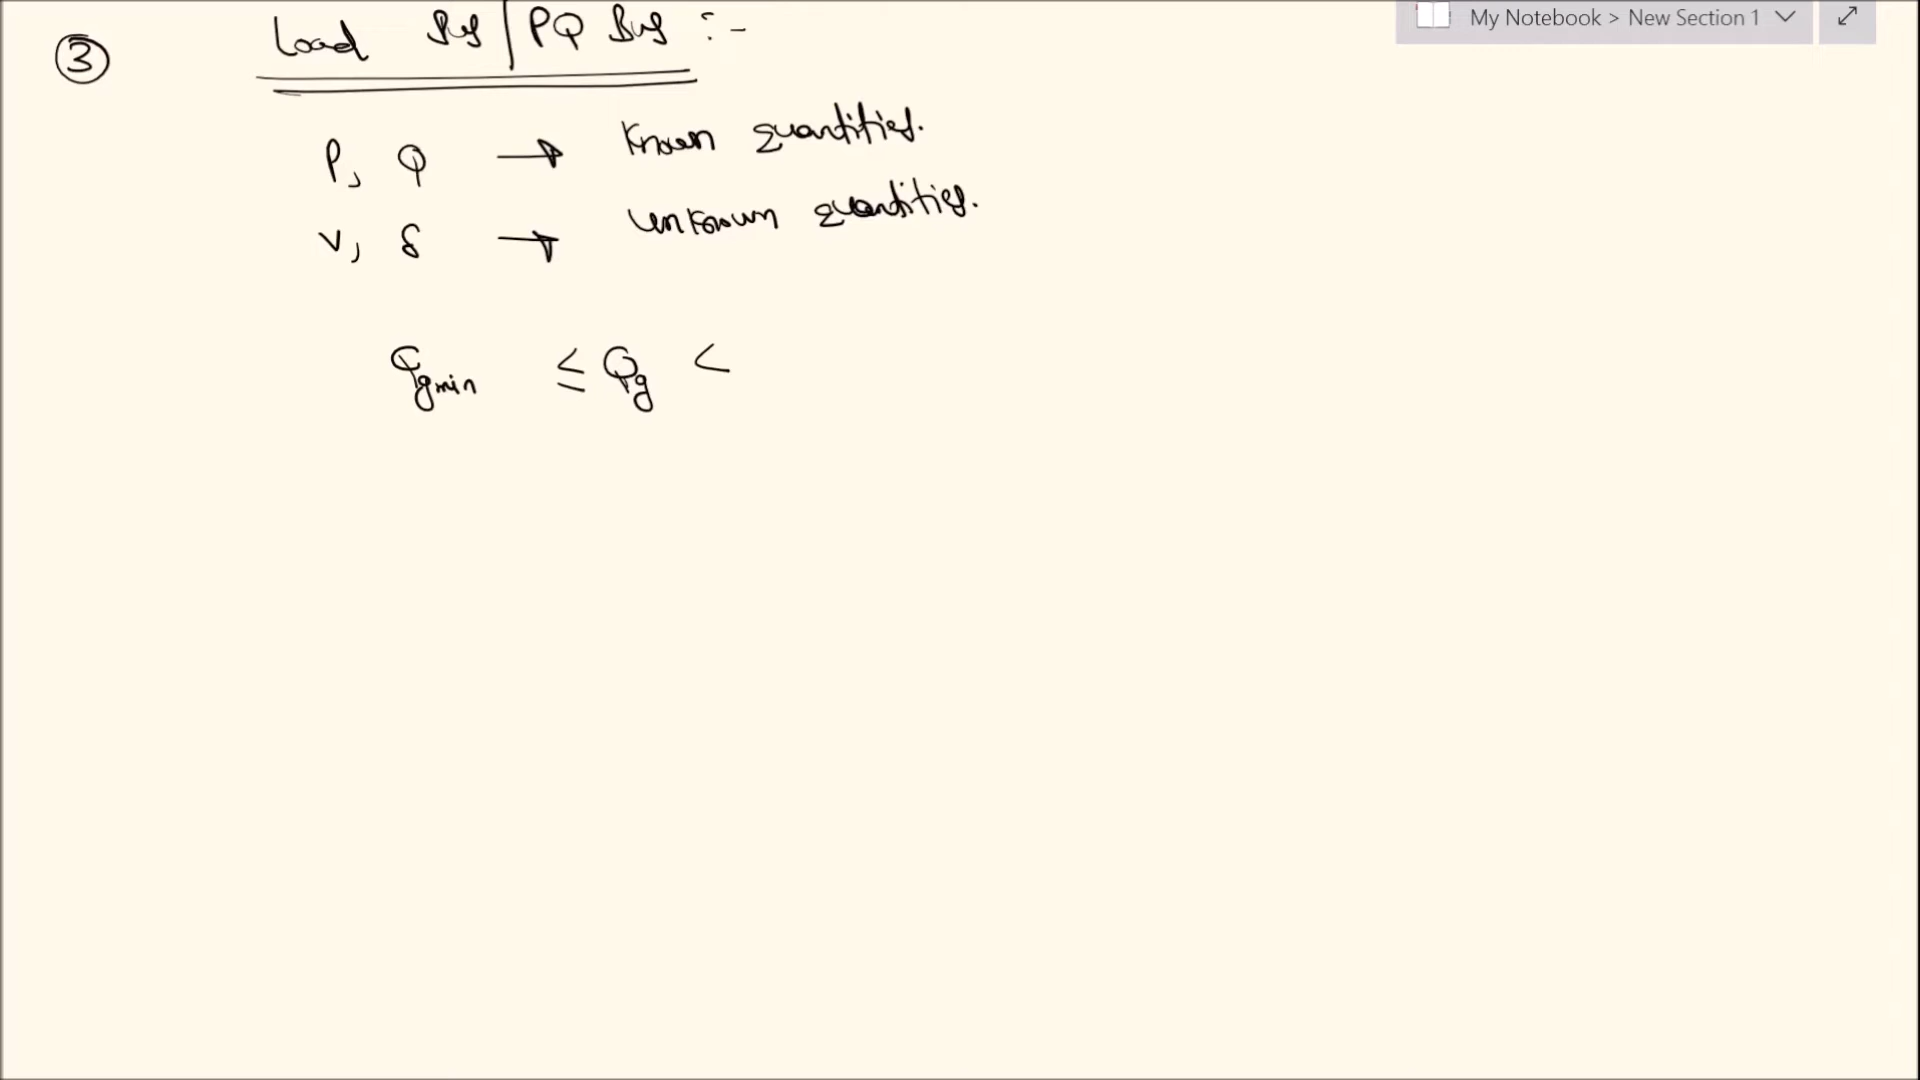 My Notebook > New Section 1
③ Load Bus / PQ Bus :-
P, Q → Known quantities.
V, δ → unknown quantities.
Qgmin ≤ Qg <